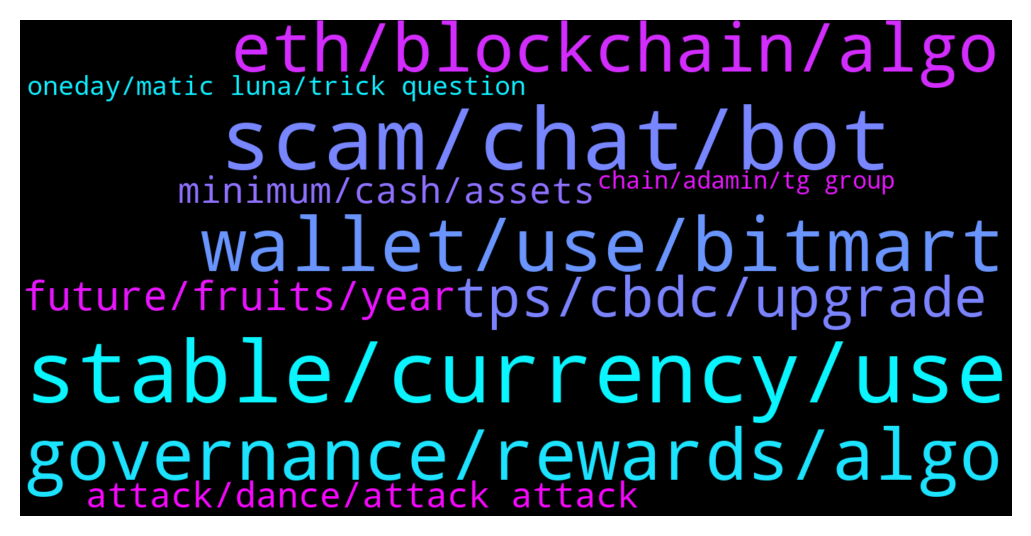 eth/blockchain/algo
oneday/matic luna/trick question
scam/chat/bot
chain/adamin/tg group
minimum/cash/assets
wallet/use/bitmart
future/fruits/year
tps/cbdc/upgrade
stable/currency/use
governance/rewards/algo
attack/dance/attack attack